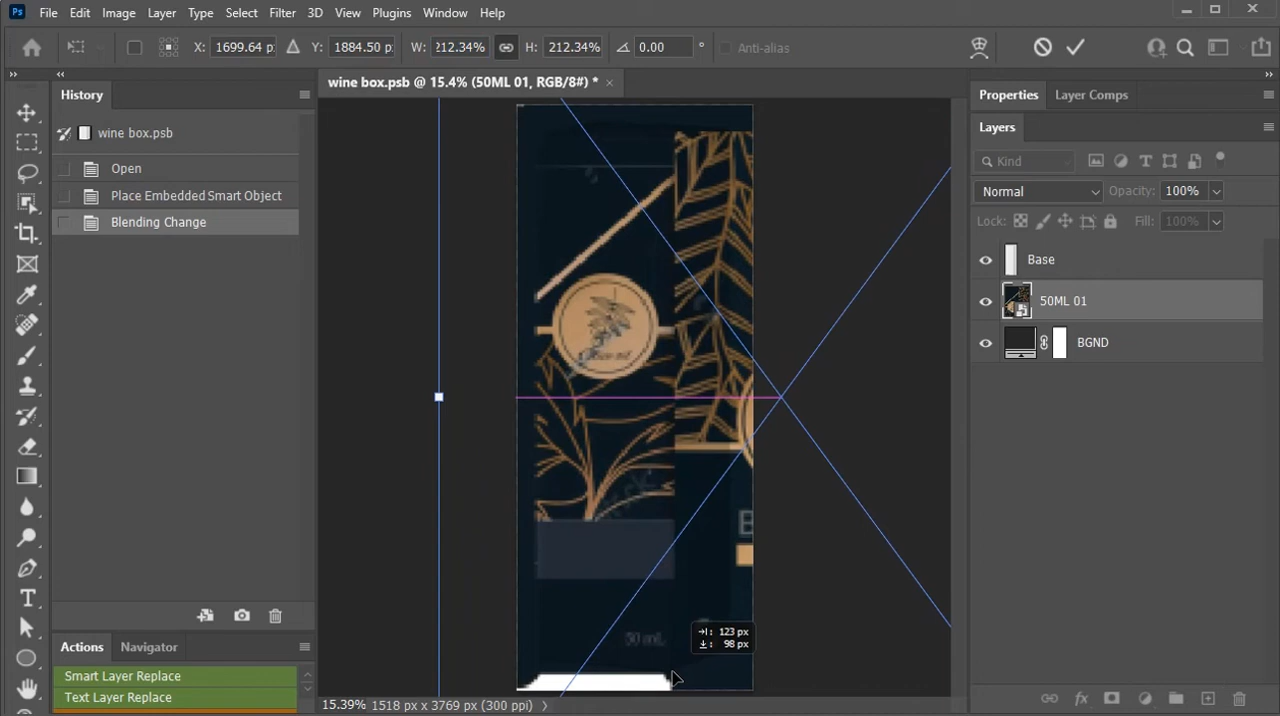 Ps File Edit Image Layer Type Select Filter 3D View Plugins Window Help
X: 1699.64 p Y: 1884.50 p W: 212.34% H: 212.34% 0.00 ° Anti-alias
History
wine box.psb
Open
Place Embedded Smart Object
Blending Change
Actions Navigator
Smart Layer Replace
Text Layer Replace
wine box.psb @ 15.4% (50ML 01, RGB/8#) * ×
B
50 mL
123 px
98 px
15.39% 1518 px x 3769 px (300 ppi)
Properties Layer Comps
Layers
Kind
Normal Opacity: 100%
Lock: Fill: 100%
Base
50ML 01
BGND